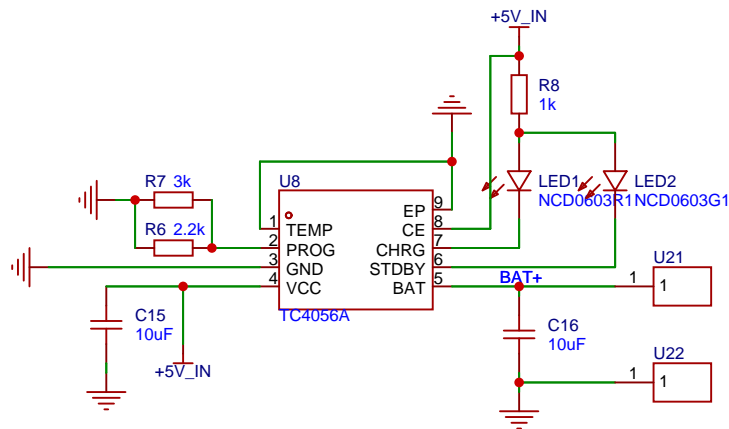 +5V_IN
R8
1k
R7 3k
U8
LED1
LED2
NCD0603R1
NCD0603G1
EP 9
1 TEMP
CE 8
R6 2.2k
2 PROG
CHRG 7
3 GND
STDBY 6
4 VCC
BAT 5
BAT+
1
U21
1
TC4056A
C15
10uF
C16
10uF
+5V_IN
1
U22
1